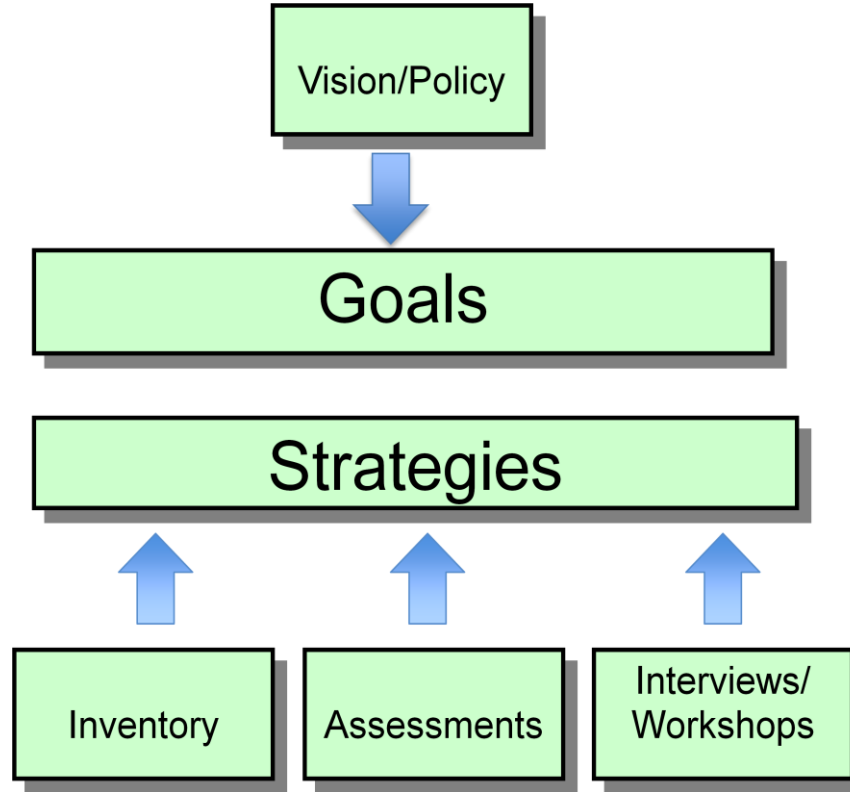 Vision/Policy
Goals
Strategies
Inventory
Assessments
Interviews/
Workshops